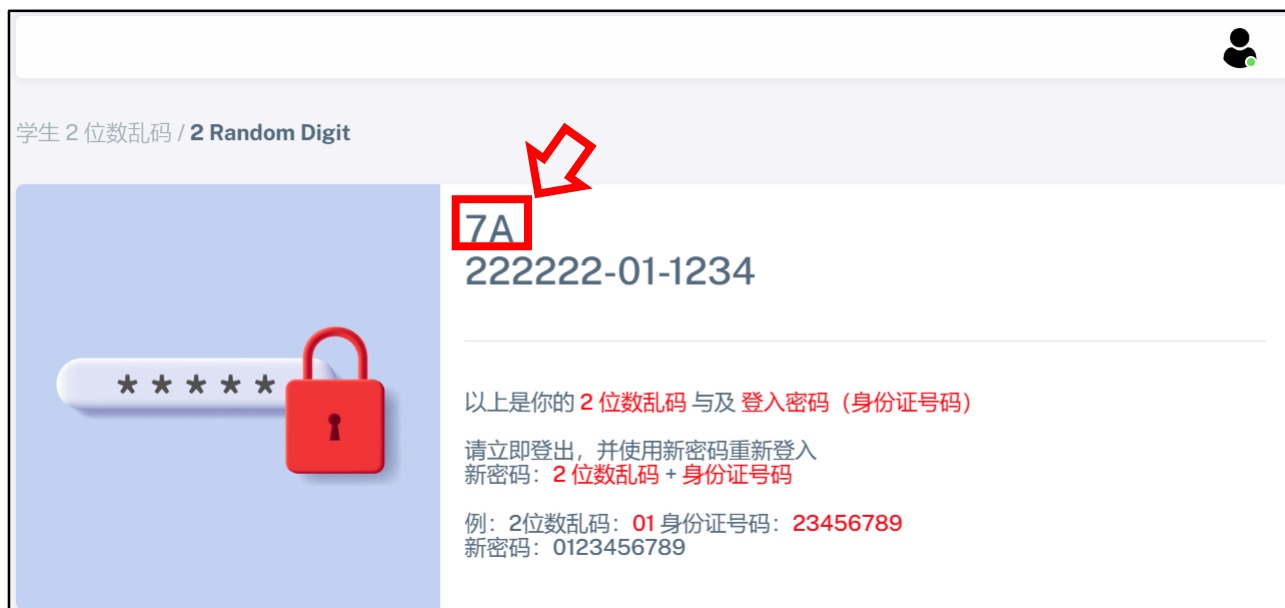 学生 2 位数乱码 / 2 Random Digit
7A
222222-01-1234
*****
以上是你的 2 位数乱码 与及 登入密码（身份证号码）
请立即登出，并使用新密码重新登入
新密码：2 位数乱码 + 身份证号码
例：2位数乱码：01 身份证号码：23456789
新密码：0123456789